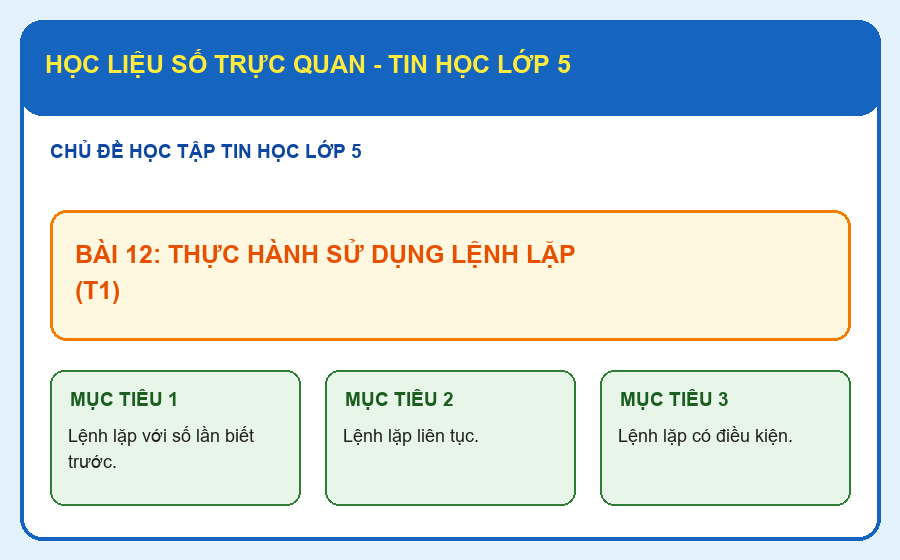 HỌC LIỆU SỐ TRỰC QUAN - TIN HỌC LỚP 5
CHỦ ĐỀ HỌC TẬP TIN HỌC LỚP 5
BÀI 12: THỰC HÀNH SỬ DỤNG LỆNH LẶP
(T1)
MỤC TIÊU 1
Lệnh lặp với số lần biết
trước.
MỤC TIÊU 2
Lệnh lặp liên tục.
MỤC TIÊU 3
Lệnh lặp có điều kiện.